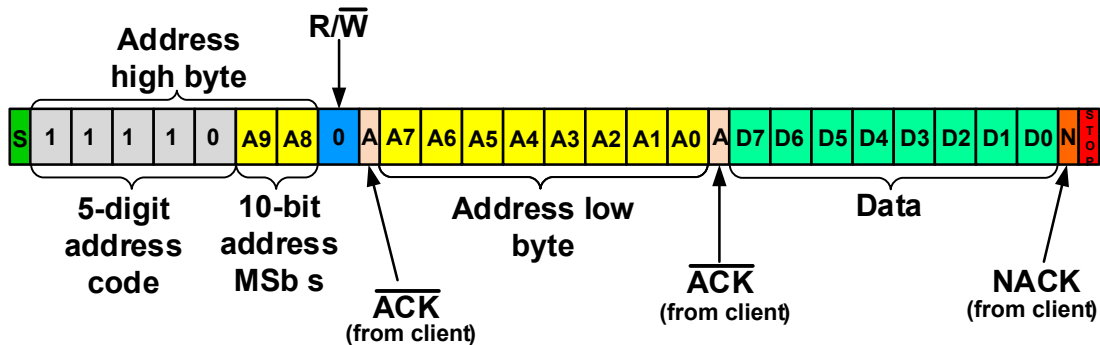 Address
high byte
R/W̅
S 1 1 1 1 0 A9 A8 0 A A7 A6 A5 A4 A3 A2 A1 A0 A D7 D6 D5 D4 D3 D2 D1 D0 N STOP
5-digit
address
code
10-bit
address
MSb s
Address low
byte
Data
A̅C̅K̅
(from client)
A̅C̅K̅
(from client)
NACK
(from client)